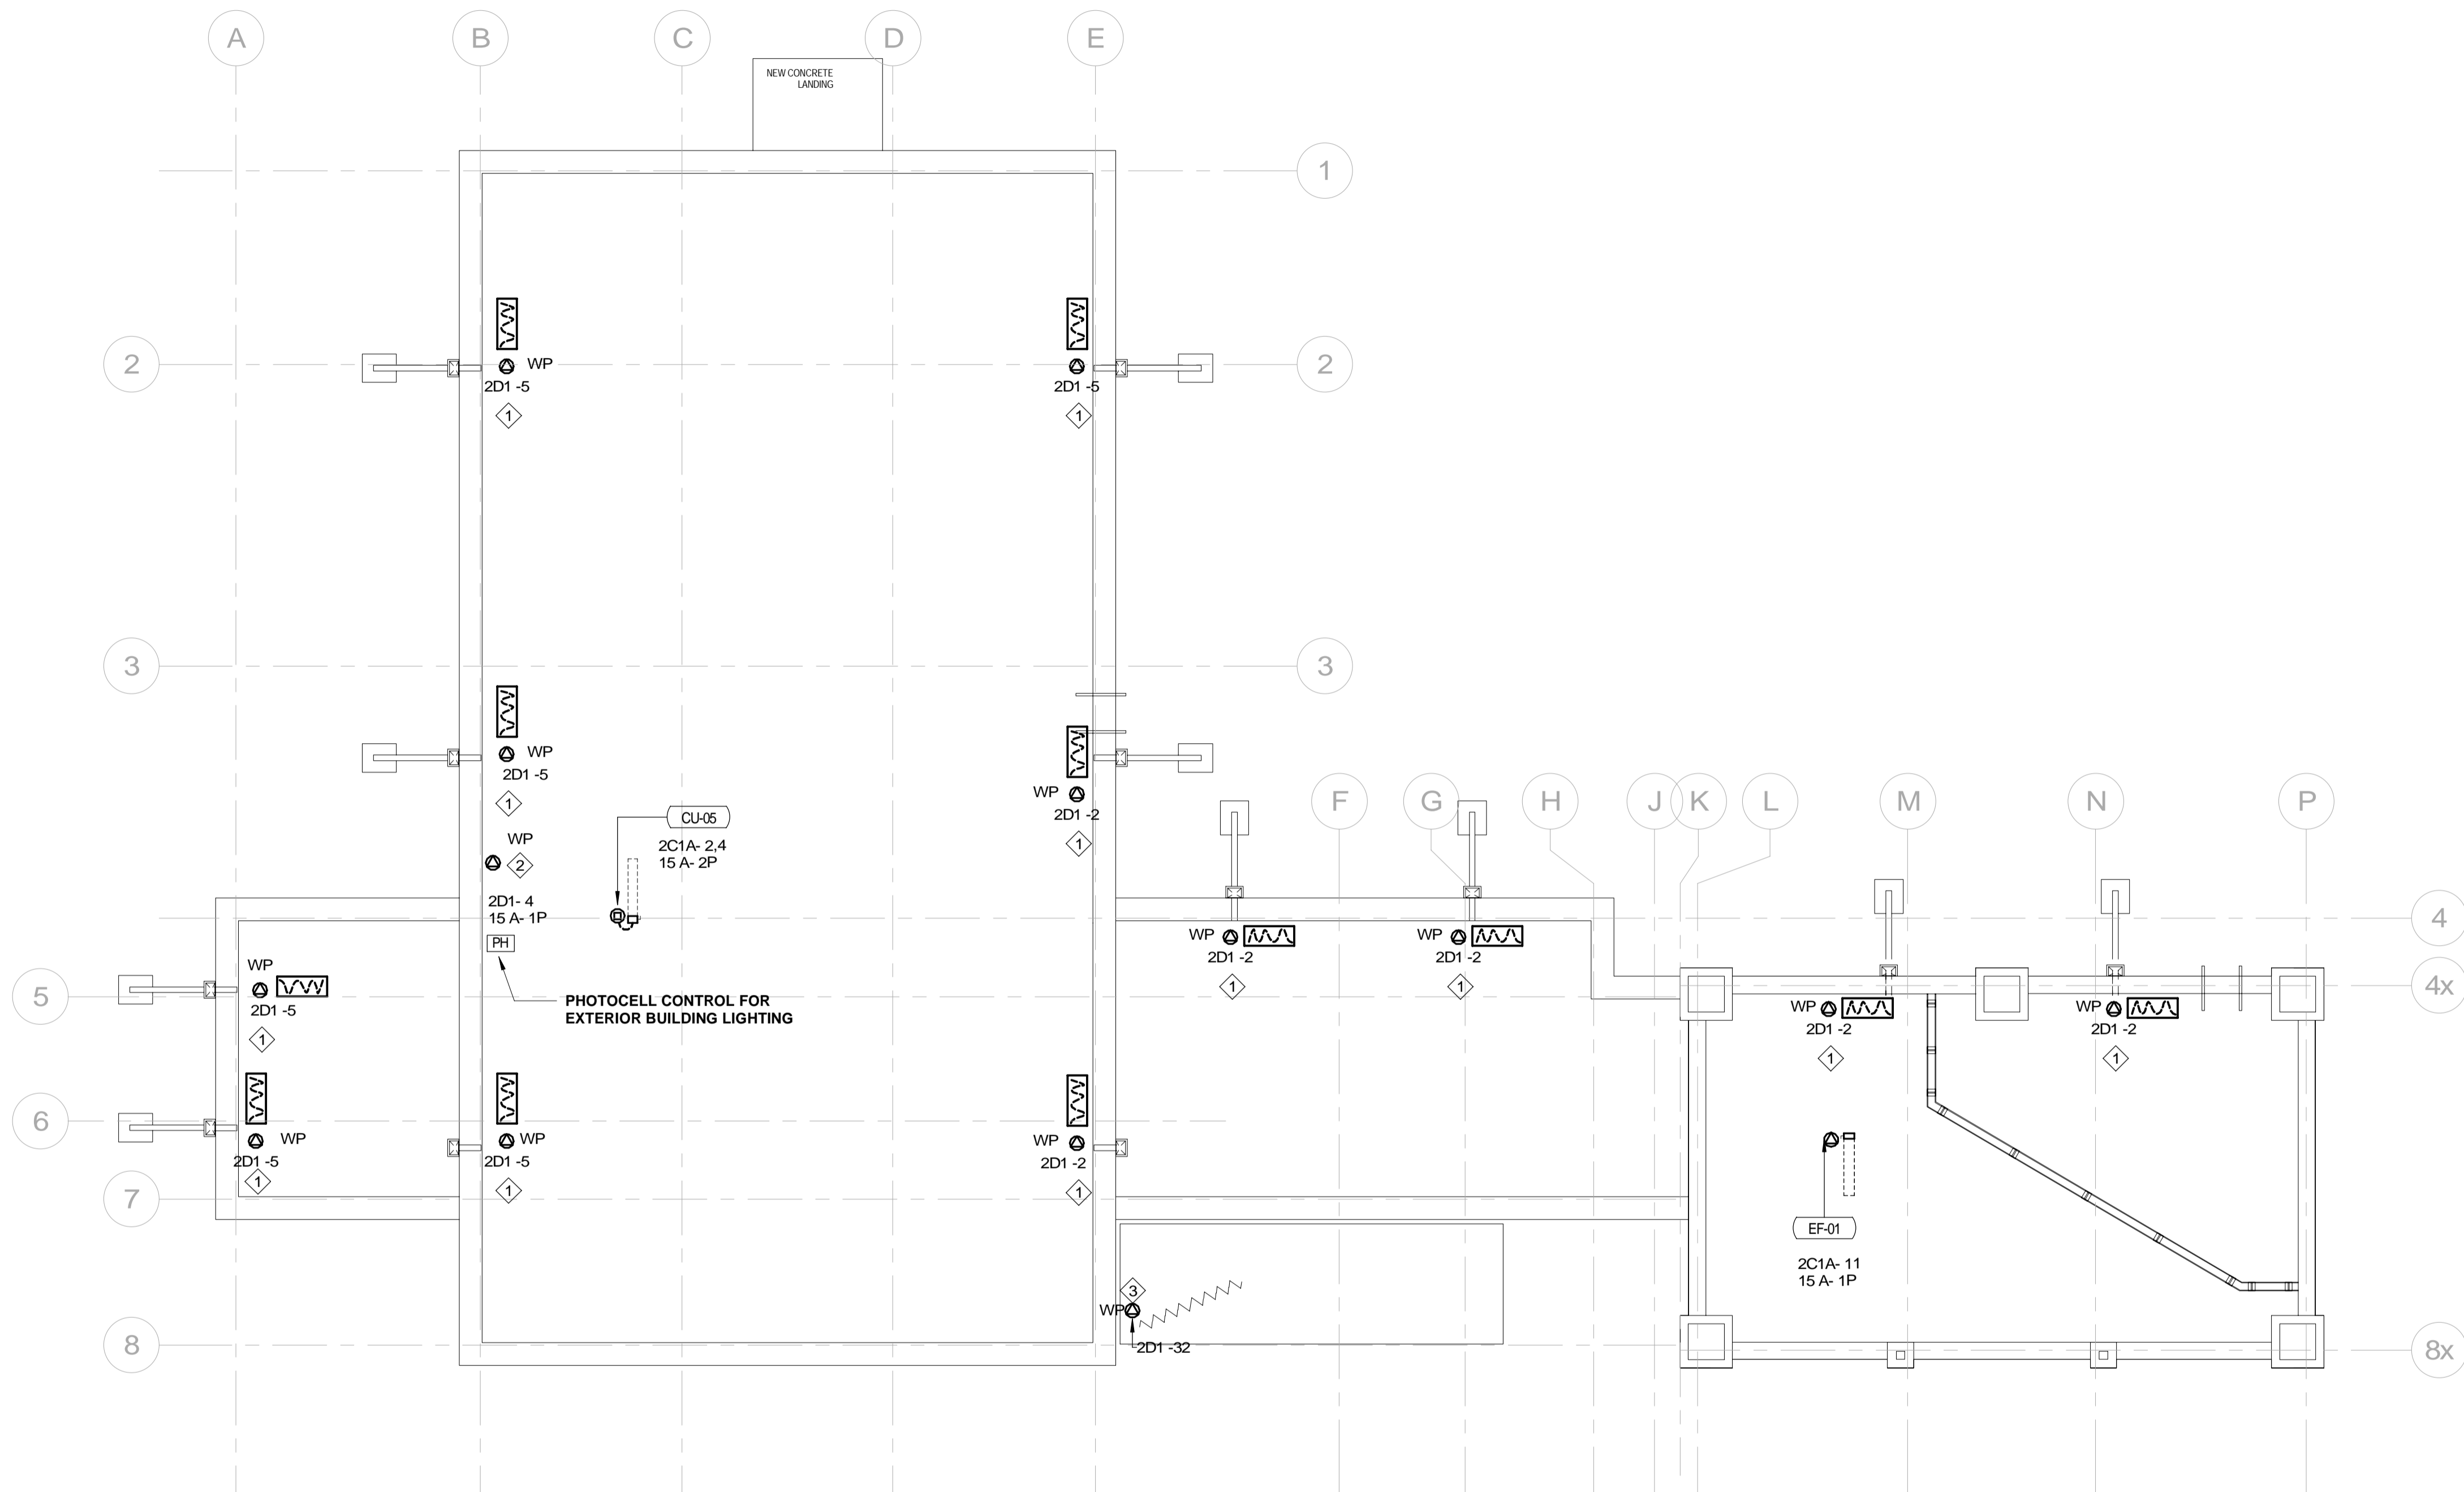 A
B
C
D
E
NEW CONCRETE
LANDING
1
2
WP
2D1 -5
1
2D1 -5
1
2
3
3
WP
2D1 -5
1
WP
2D1 -2
1
CU-05
2C1A- 2,4
15 A- 2P
WP
2
2D1- 4
15 A- 1P
PH
PHOTOCELL CONTROL FOR
EXTERIOR BUILDING LIGHTING
F
G
H
J
K
L
M
N
P
4
4x
WP
2D1 -2
1
WP
2D1 -2
1
WP
2D1 -2
1
WP
2D1 -2
1
5
WP
2D1 -5
1
6
WP
2D1 -5
1
WP
2D1 -5
1
WP
2D1 -2
1
7
EF-01
2C1A- 11
15 A- 1P
3
WP
2D1 -32
8
8x